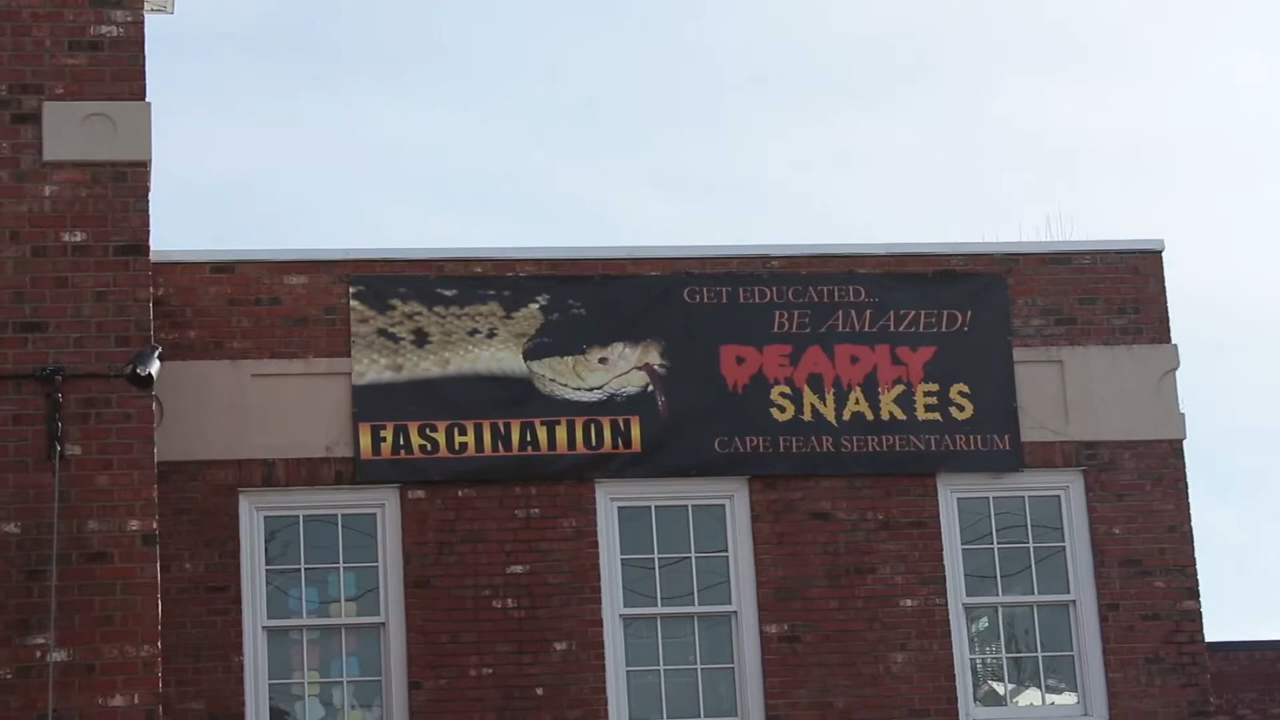 GET EDUCATED...
BE AMAZED!
DEADLY
SNAKES
FASCINATION
CAPE FEAR SERPENTARIUM